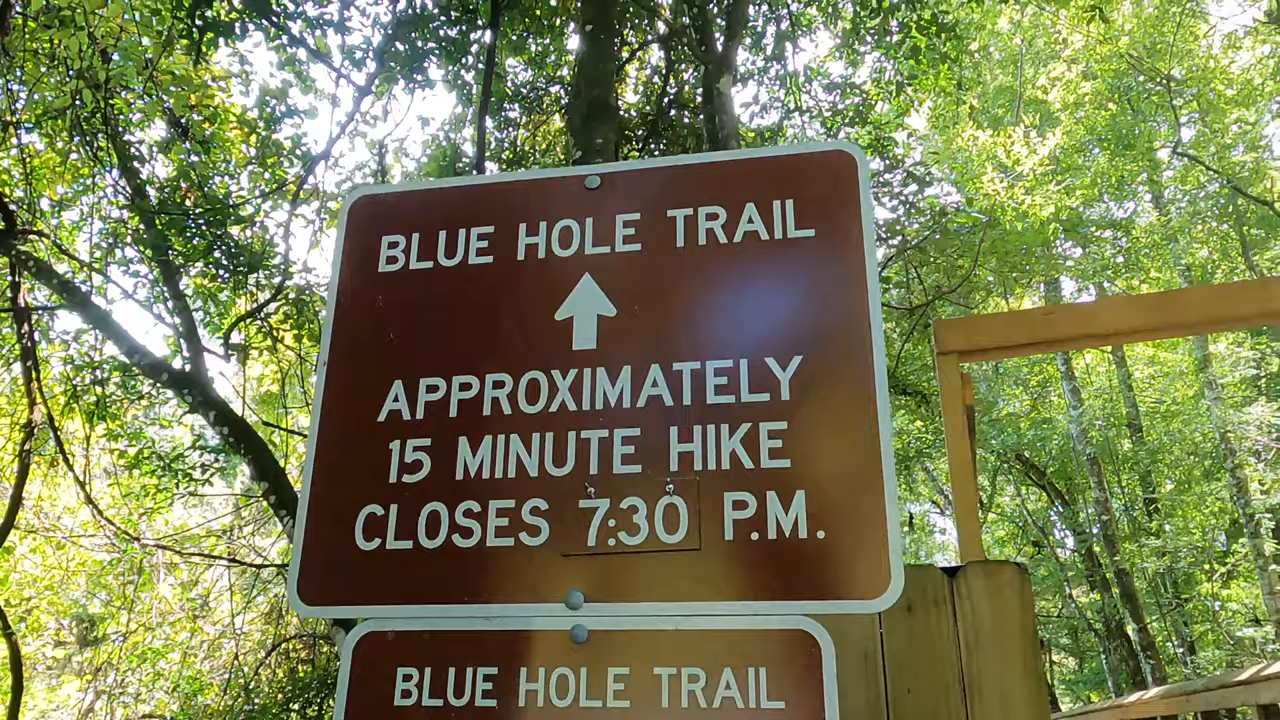 BLUE HOLE TRAIL
APPROXIMATELY
15 MINUTE HIKE
CLOSES 7:30 P.M.
BLUE HOLE TRAIL